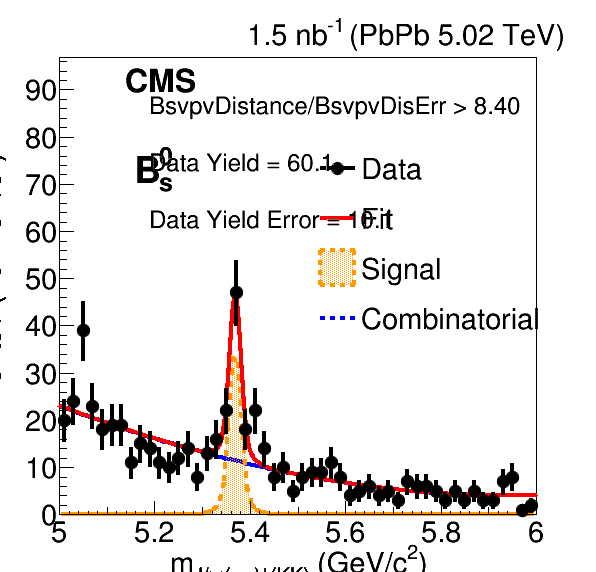 1.5 nb⁻¹ (PbPb 5.02 TeV)
CMS
BsvpvDistance/BsvpvDisErr > 8.40
B⁰s
Data Yield = 60.1
Data
Data Yield Error = 10.1
Fit
Signal
Combinatorial
90
80
70
60
50
40
30
20
10
0
5
5.2
5.4
5.6
5.8
6
(GeV/c²)